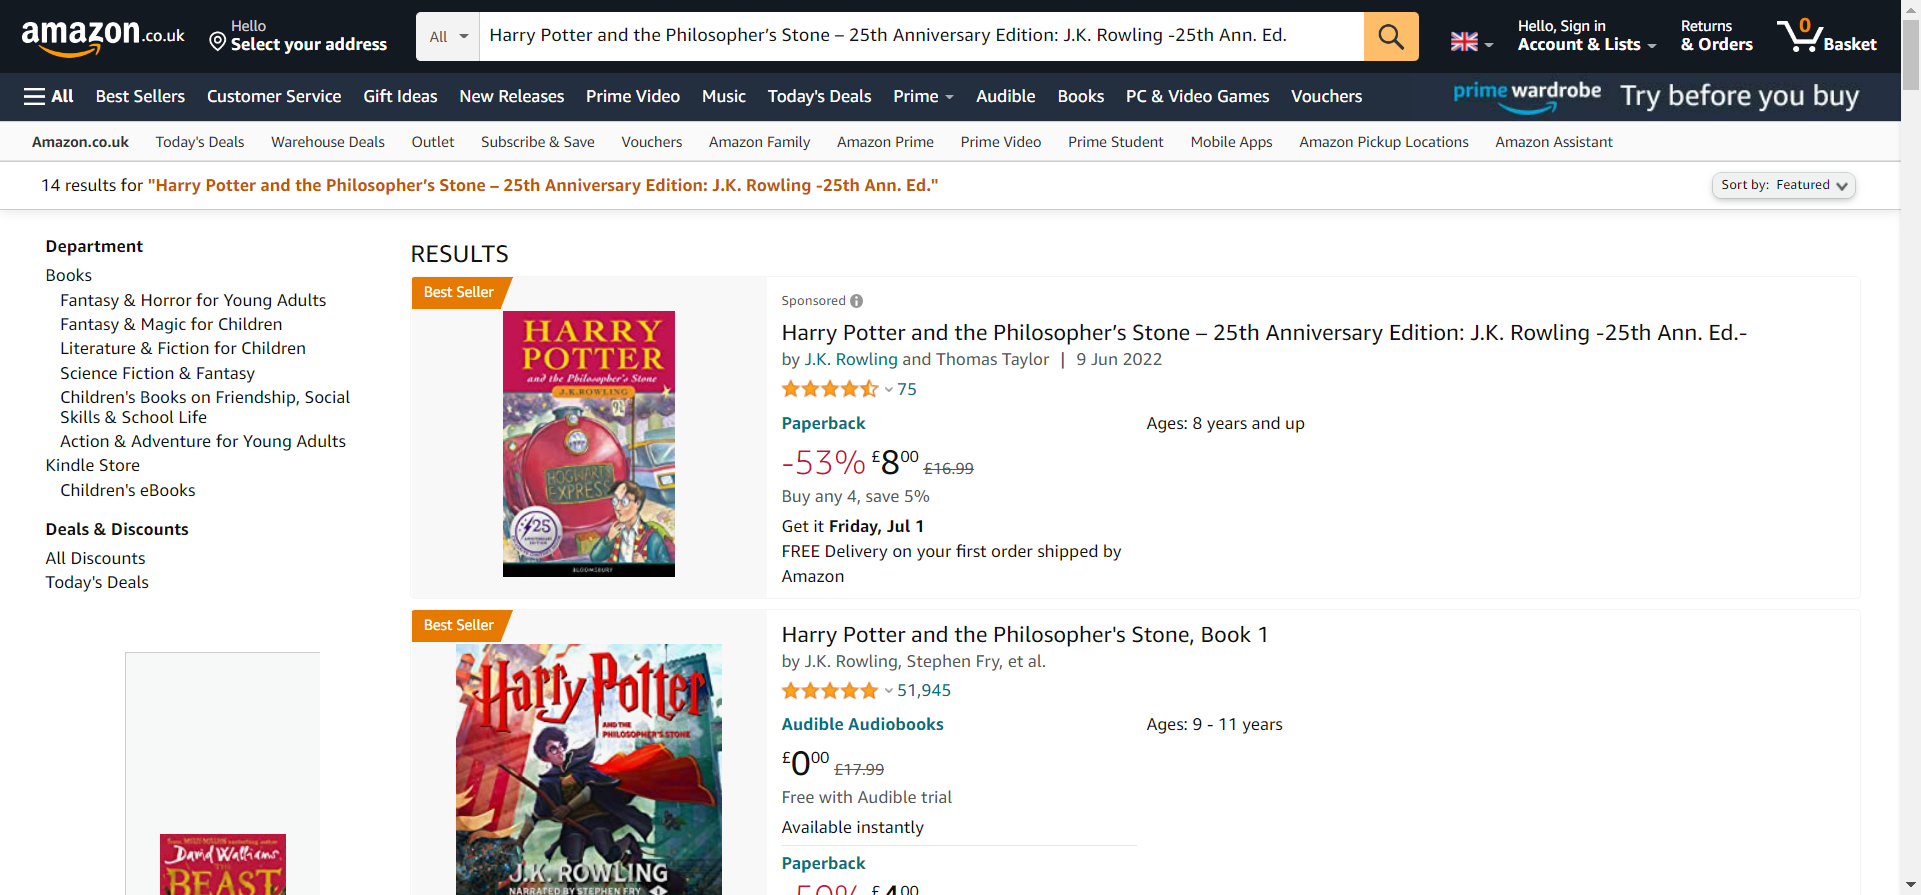 amazon.co.uk
Hello
Select your address
All
Harry Potter and the Philosopher’s Stone – 25th Anniversary Edition: J.K. Rowling -25th Ann. Ed.
Hello, Sign in
Account & Lists
Returns
& Orders
0
Basket
All Best Sellers Customer Service Gift Ideas New Releases Prime Video Music Today's Deals Prime Audible Books PC & Video Games Vouchers
prime wardrobe Try before you buy
Amazon.co.uk Today's Deals Warehouse Deals Outlet Subscribe & Save Vouchers Amazon Family Amazon Prime Prime Video Prime Student Mobile Apps Amazon Pickup Locations Amazon Assistant
14 results for "Harry Potter and the Philosopher’s Stone – 25th Anniversary Edition: J.K. Rowling -25th Ann. Ed."
Sort by: Featured
Department
Books
Fantasy & Horror for Young Adults
Fantasy & Magic for Children
Literature & Fiction for Children
Science Fiction & Fantasy
Children's Books on Friendship, Social
Skills & School Life
Action & Adventure for Young Adults
Kindle Store
Children's eBooks
Deals & Discounts
All Discounts
Today's Deals
David Walliams
THE
BEAST
RESULTS
Best Seller
HARRY
POTTER
and the Philosopher's Stone
J.K.ROWLING
HOGWARTS
EXPRESS
25
ANNIVERSARY
EDITION
BLOOMSBURY
Sponsored
Harry Potter and the Philosopher’s Stone – 25th Anniversary Edition: J.K. Rowling -25th Ann. Ed.-
by J.K. Rowling and Thomas Taylor | 9 Jun 2022
75
Paperback
Ages: 8 years and up
-53% £800 £16.99
Buy any 4, save 5%
Get it Friday, Jul 1
FREE Delivery on your first order shipped by
Amazon
Best Seller
Harry Potter
AND THE
PHILOSOPHER'S STONE
J.K. ROWLING
NARRATED BY STEPHEN FRY
Harry Potter and the Philosopher's Stone, Book 1
by J.K. Rowling, Stephen Fry, et al.
51,945
Audible Audiobooks
Ages: 9 - 11 years
£000 £17.99
Free with Audible trial
Available instantly
Paperback
-50% £400